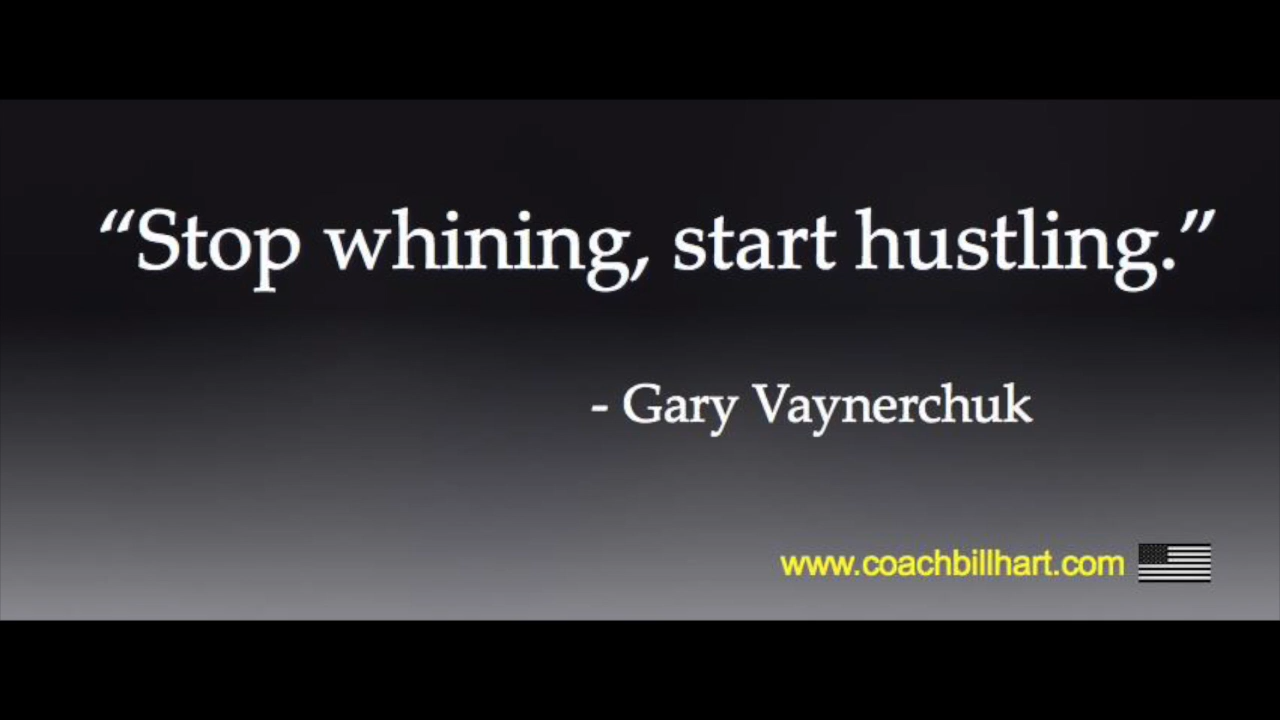 “Stop whining, start hustling.”
- Gary Vaynerchuk
www.coachbillhart.com